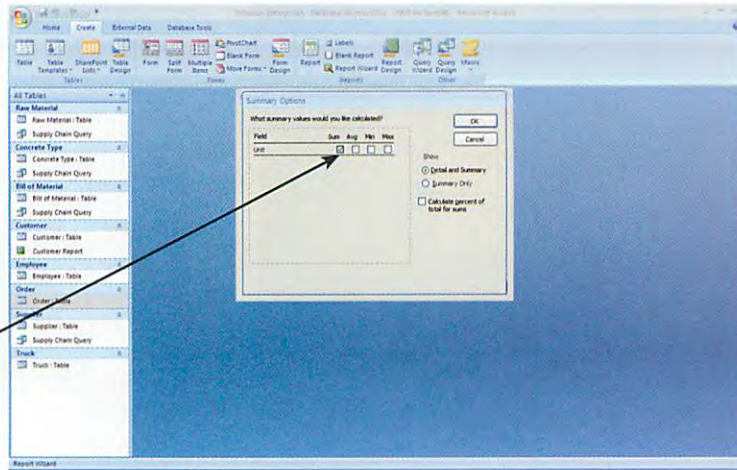 Home Create External Data Database Tools
Table Table Templates SharePoint Lists Table Design Form Split Form Multiple Items PivotChart Blank Form More Forms Form Design Report Labels Blank Report Report Wizard Report Design Query Wizard Query Design Macro
Tables Forms Reports Other
All Tables
Raw Material
Raw Material : Table
Supply Chain Query
Concrete Type
Concrete Type : Table
Supply Chain Query
Bill of Material
Bill of Material : Table
Supply Chain Query
Customer
Customer : Table
Customer Report
Employee
Employee : Table
Order
Order : Table
Supplier
Supplier : Table
Supply Chain Query
Truck
Truck : Table
Summary Options
What summary values would you like calculated?
Field Sum Avg Min Max
Unit
OK
Cancel
Show
Detail and Summary
Summary Only
Calculate percent of
total for sums
Report Wizard